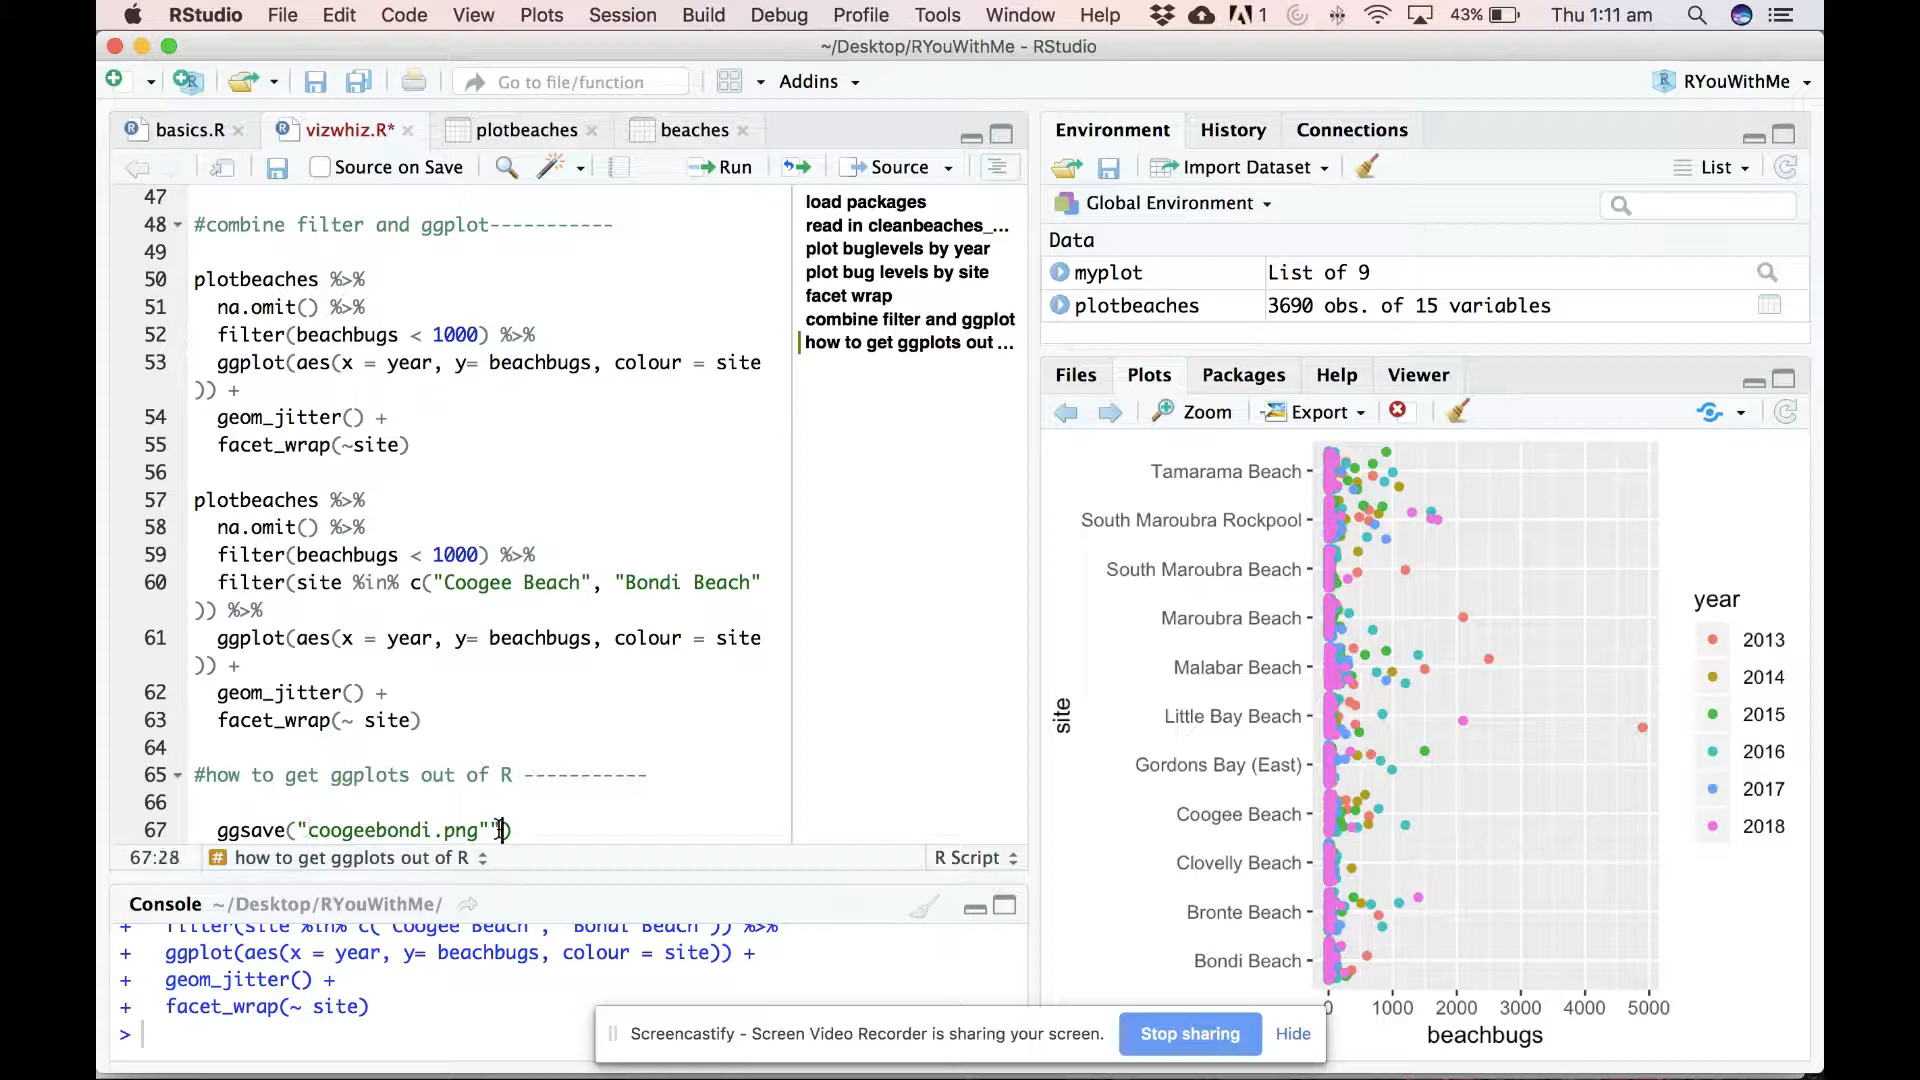 RStudio File Edit Code View Plots Session Build Debug Profile Tools Window Help 1 43% Thu 1:11 am
~/Desktop/RYouWithMe - RStudio
Go to file/function Addins RYouWithMe
basics.R vizwhiz.R* plotbeaches beaches
Source on Save Run Source
47
48 #combine filter and ggplot-----------
49
50 plotbeaches %>%
51 na.omit() %>%
52 filter(beachbugs < 1000) %>%
53 ggplot(aes(x = year, y= beachbugs, colour = site
)) +
54 geom_jitter() +
55 facet_wrap(~site)
56
57 plotbeaches %>%
58 na.omit() %>%
59 filter(beachbugs < 1000) %>%
60 filter(site %in% c("Coogee Beach", "Bondi Beach"
)) %>%
61 ggplot(aes(x = year, y= beachbugs, colour = site
)) +
62 geom_jitter() +
63 facet_wrap(~ site)
64
65 #how to get ggplots out of R -----------
66
67 ggsave("coogeebondi.png"")
load packages
read in cleanbeaches_...
plot buglevels by year
plot bug levels by site
facet wrap
combine filter and ggplot
how to get ggplots out ...
67:28 # how to get ggplots out of R R Script
Console ~/Desktop/RYouWithMe/
+ filter(site %in% c("Coogee Beach", "Bondi Beach")) %>%
+ ggplot(aes(x = year, y= beachbugs, colour = site)) +
+ geom_jitter() +
+ facet_wrap(~ site)
>
Environment History Connections
Import Dataset List
Global Environment
Data
myplot List of 9
plotbeaches 3690 obs. of 15 variables
Files Plots Packages Help Viewer
Zoom Export
Tamarama Beach
South Maroubra Rockpool
South Maroubra Beach
Maroubra Beach
Malabar Beach
Little Bay Beach
Gordons Bay (East)
Coogee Beach
Clovelly Beach
Bronte Beach
Bondi Beach
site
0 1000 2000 3000 4000 5000
beachbugs
year
2013
2014
2015
2016
2017
2018
Screencastify - Screen Video Recorder is sharing your screen. Stop sharing Hide